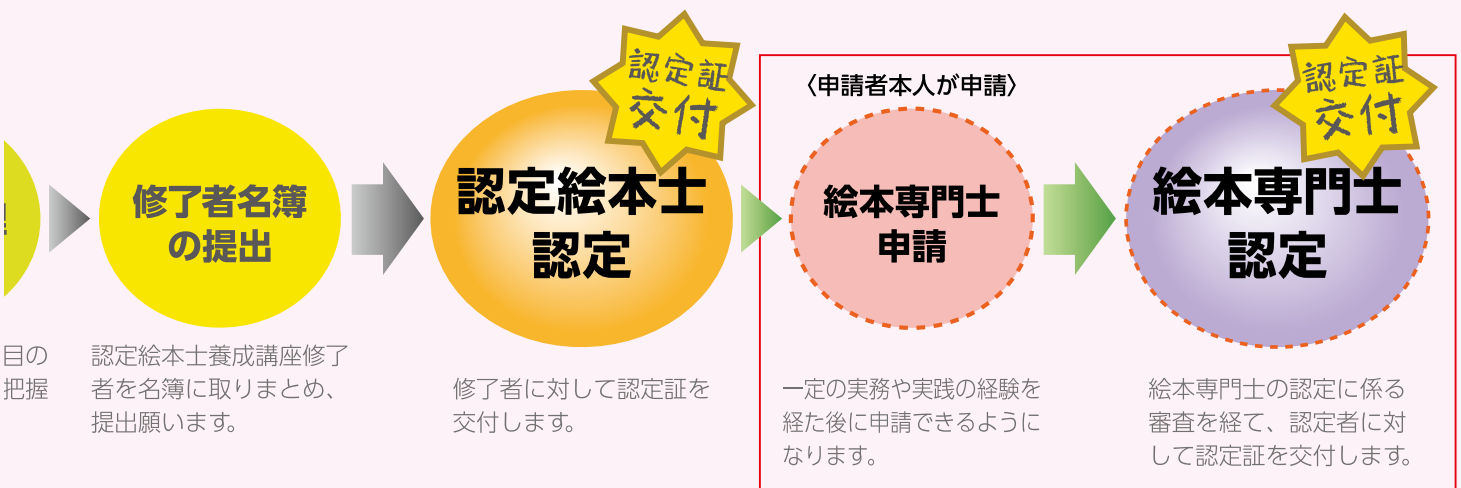 修了者名簿
の提出
認定証
交付
認定絵本士
認定
〈申請者本人が申請〉
絵本専門士
申請
認定証
交付
絵本専門士
認定
目の
把握
認定絵本士養成講座修了
者を名簿に取りまとめ、
提出願います。
修了者に対して認定証を
交付します。
一定の実務や実践の経験を
経た後に申請できるように
なります。
絵本専門士の認定に係る
審査を経て、認定者に対
して認定証を交付します。